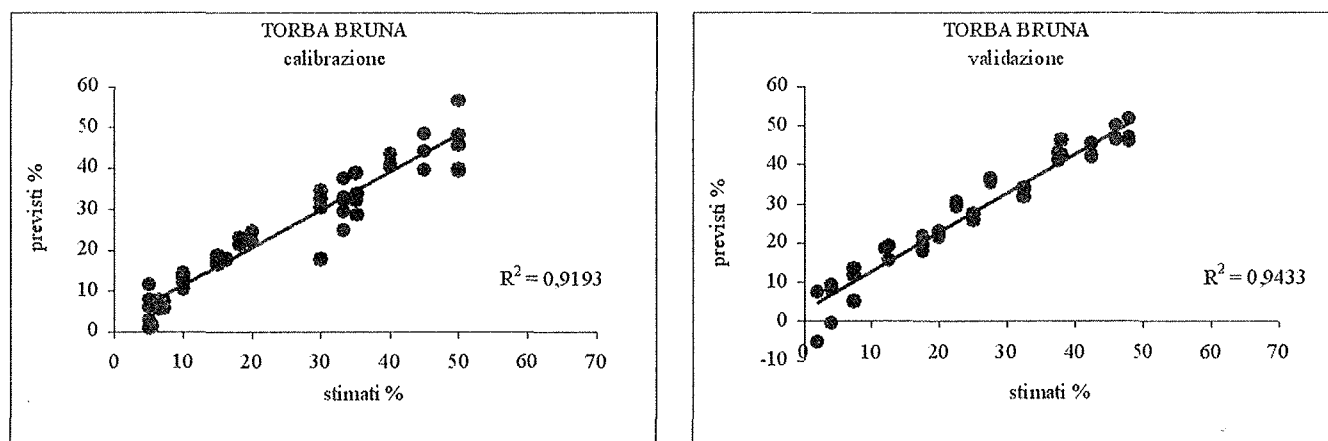 TORBA BRUNA
calibrazione
60
50
40
30
20
10
0
previsti %
R² = 0,9193
0 10 20 30 40 50 60 70
stimati %
TORBA BRUNA
validazione
60
50
40
30
20
10
0
-10
previsti %
R² = 0,9433
0 10 20 30 40 50 60 70
stimati %